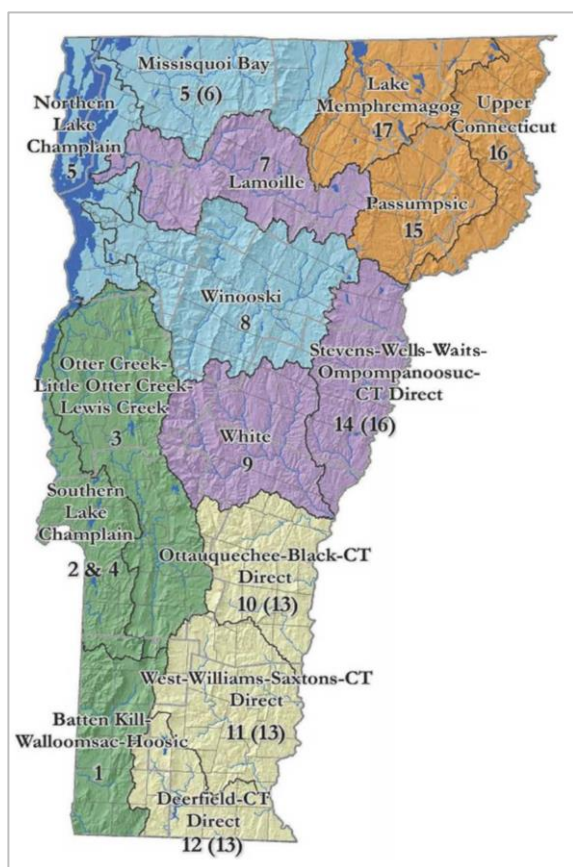 Missisquoi Bay
5 (6)
Northern
Lake
Champlain
5
Lake
Memphremagog
17
Upper
Connecticut
16
7
Lamoille
Passumpsic
15
Winooski
8
Stevens-Wells-Waits-
Ompompanoosuc-
CT Direct
14 (16)
Otter Creek-
Little Otter Creek-
Lewis Creek
3
White
9
Southern
Lake
Champlain
2 & 4
Ottauquechee-Black-CT
Direct
10 (13)
West-Williams-Saxtons-CT
Direct
11 (13)
Batten Kill-
Walloomsac-Hoosic
1
Deerfield-CT
Direct
12 (13)